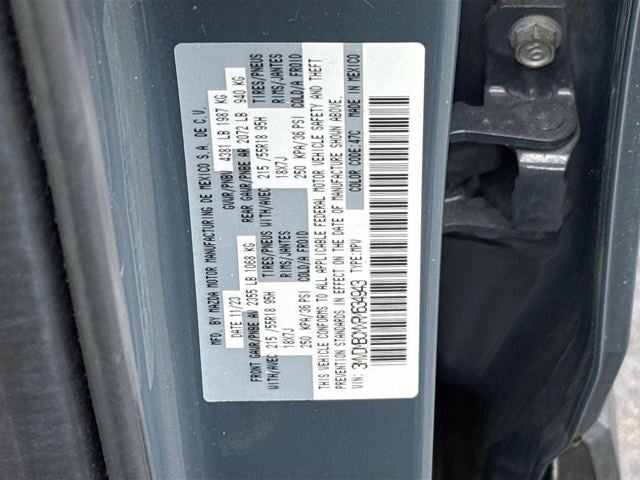 MFD. BY MAZDA MOTOR MANUFACTURING DE MEXICO S.A. DE C.V.
DATE 11/23 GVWR/PNBV 4381 LB 1987 KG
FRONT GAWR/PNBE AV 2355 LB 1068 KG REAR GAWR/PNBE AR 2072 LB 940 KG
WITH/AVEC TIRES/PNEUS 215/55R18 95H WITH/AVEC TIRES/PNEUS 215/55R18 95H
RIMS/JANTES 18X7J RIMS/JANTES 18X7J
COLD/A FROID 250 KPA/36 PSI COLD/A FROID 250 KPA/36 PSI
THIS VEHICLE CONFORMS TO ALL APPLICABLE FEDERAL MOTOR VEHICLE SAFETY AND THEFT
PREVENTION STANDARDS IN EFFECT ON THE DATE OF MANUFACTURE SHOWN ABOVE.
COLOR CODE:47C MADE IN MEXICO
VIN: TYPE:MPV